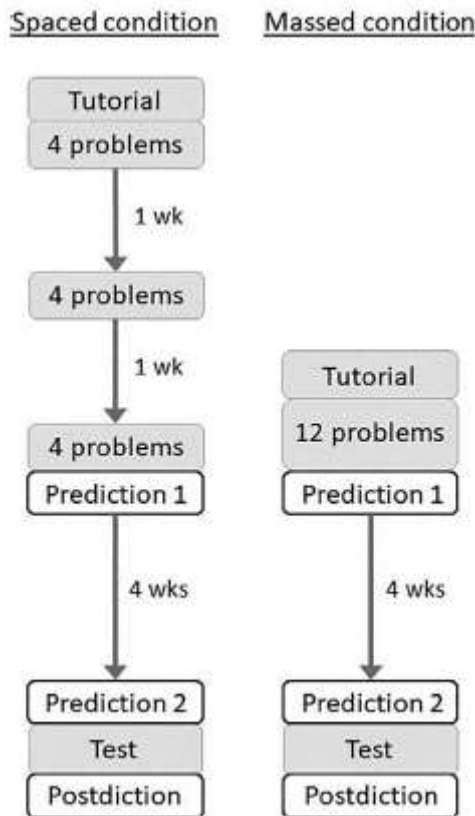 Spaced condition
Massed condition
Tutorial
4 problems
1 wk
4 problems
1 wk
4 problems
Prediction 1
4 wks
Prediction 2
Test
Postdiction
Tutorial
12 problems
Prediction 1
4 wks
Prediction 2
Test
Postdiction